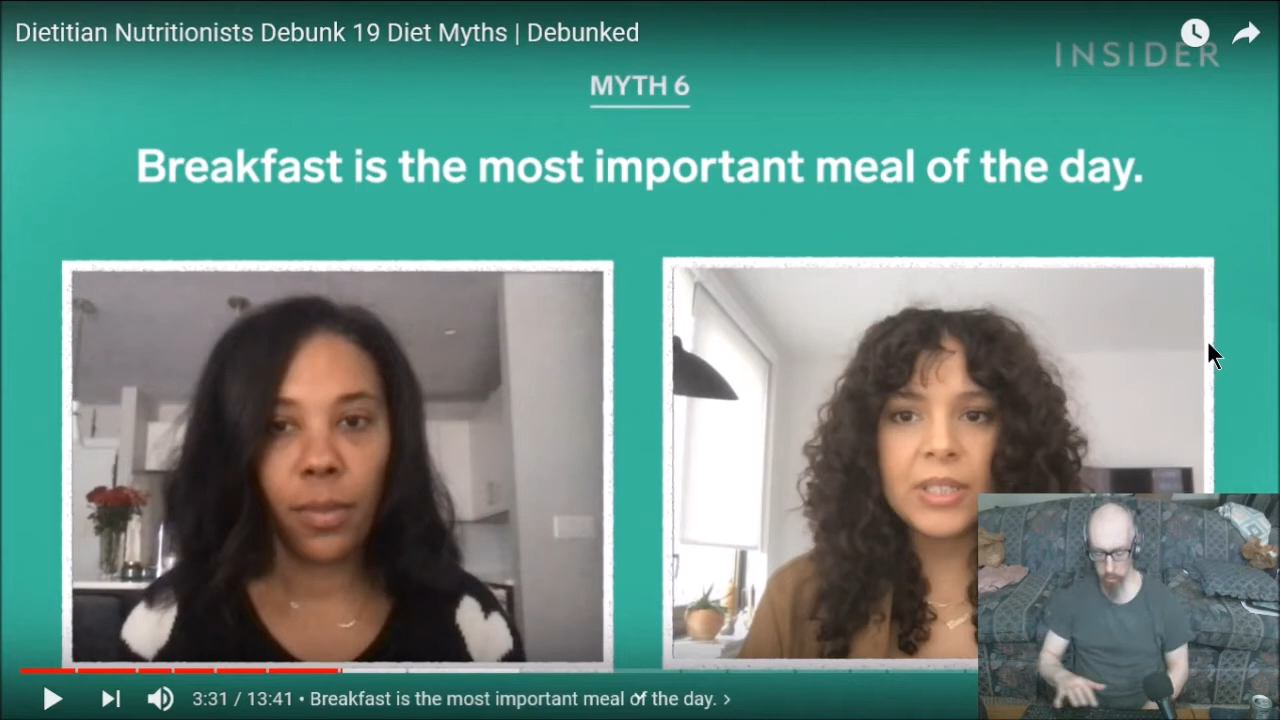 Dietitian Nutritionists Debunk 19 Diet Myths | Debunked
INSIDER
MYTH 6
Breakfast is the most important meal of the day.
3:31 / 13:41 • Breakfast is the most important meal of the day. >